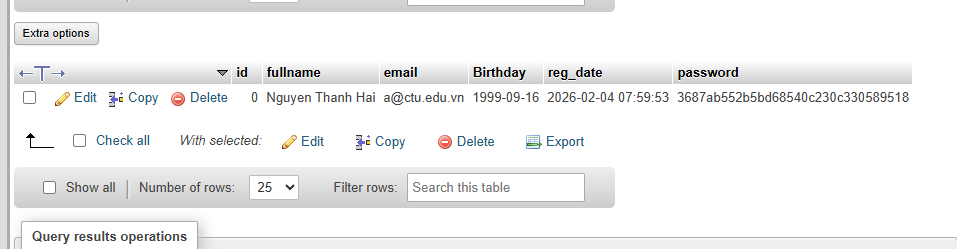 Extra options
id fullname email Birthday reg_date password
Edit Copy Delete 0 Nguyen Thanh Hai a@ctu.edu.vn 1999-09-16 2026-02-04 07:59:53 3687ab552b5bd68540c230c330589518
Check all With selected: Edit Copy Delete Export
Show all Number of rows: 25 Filter rows: Search this table
Query results operations